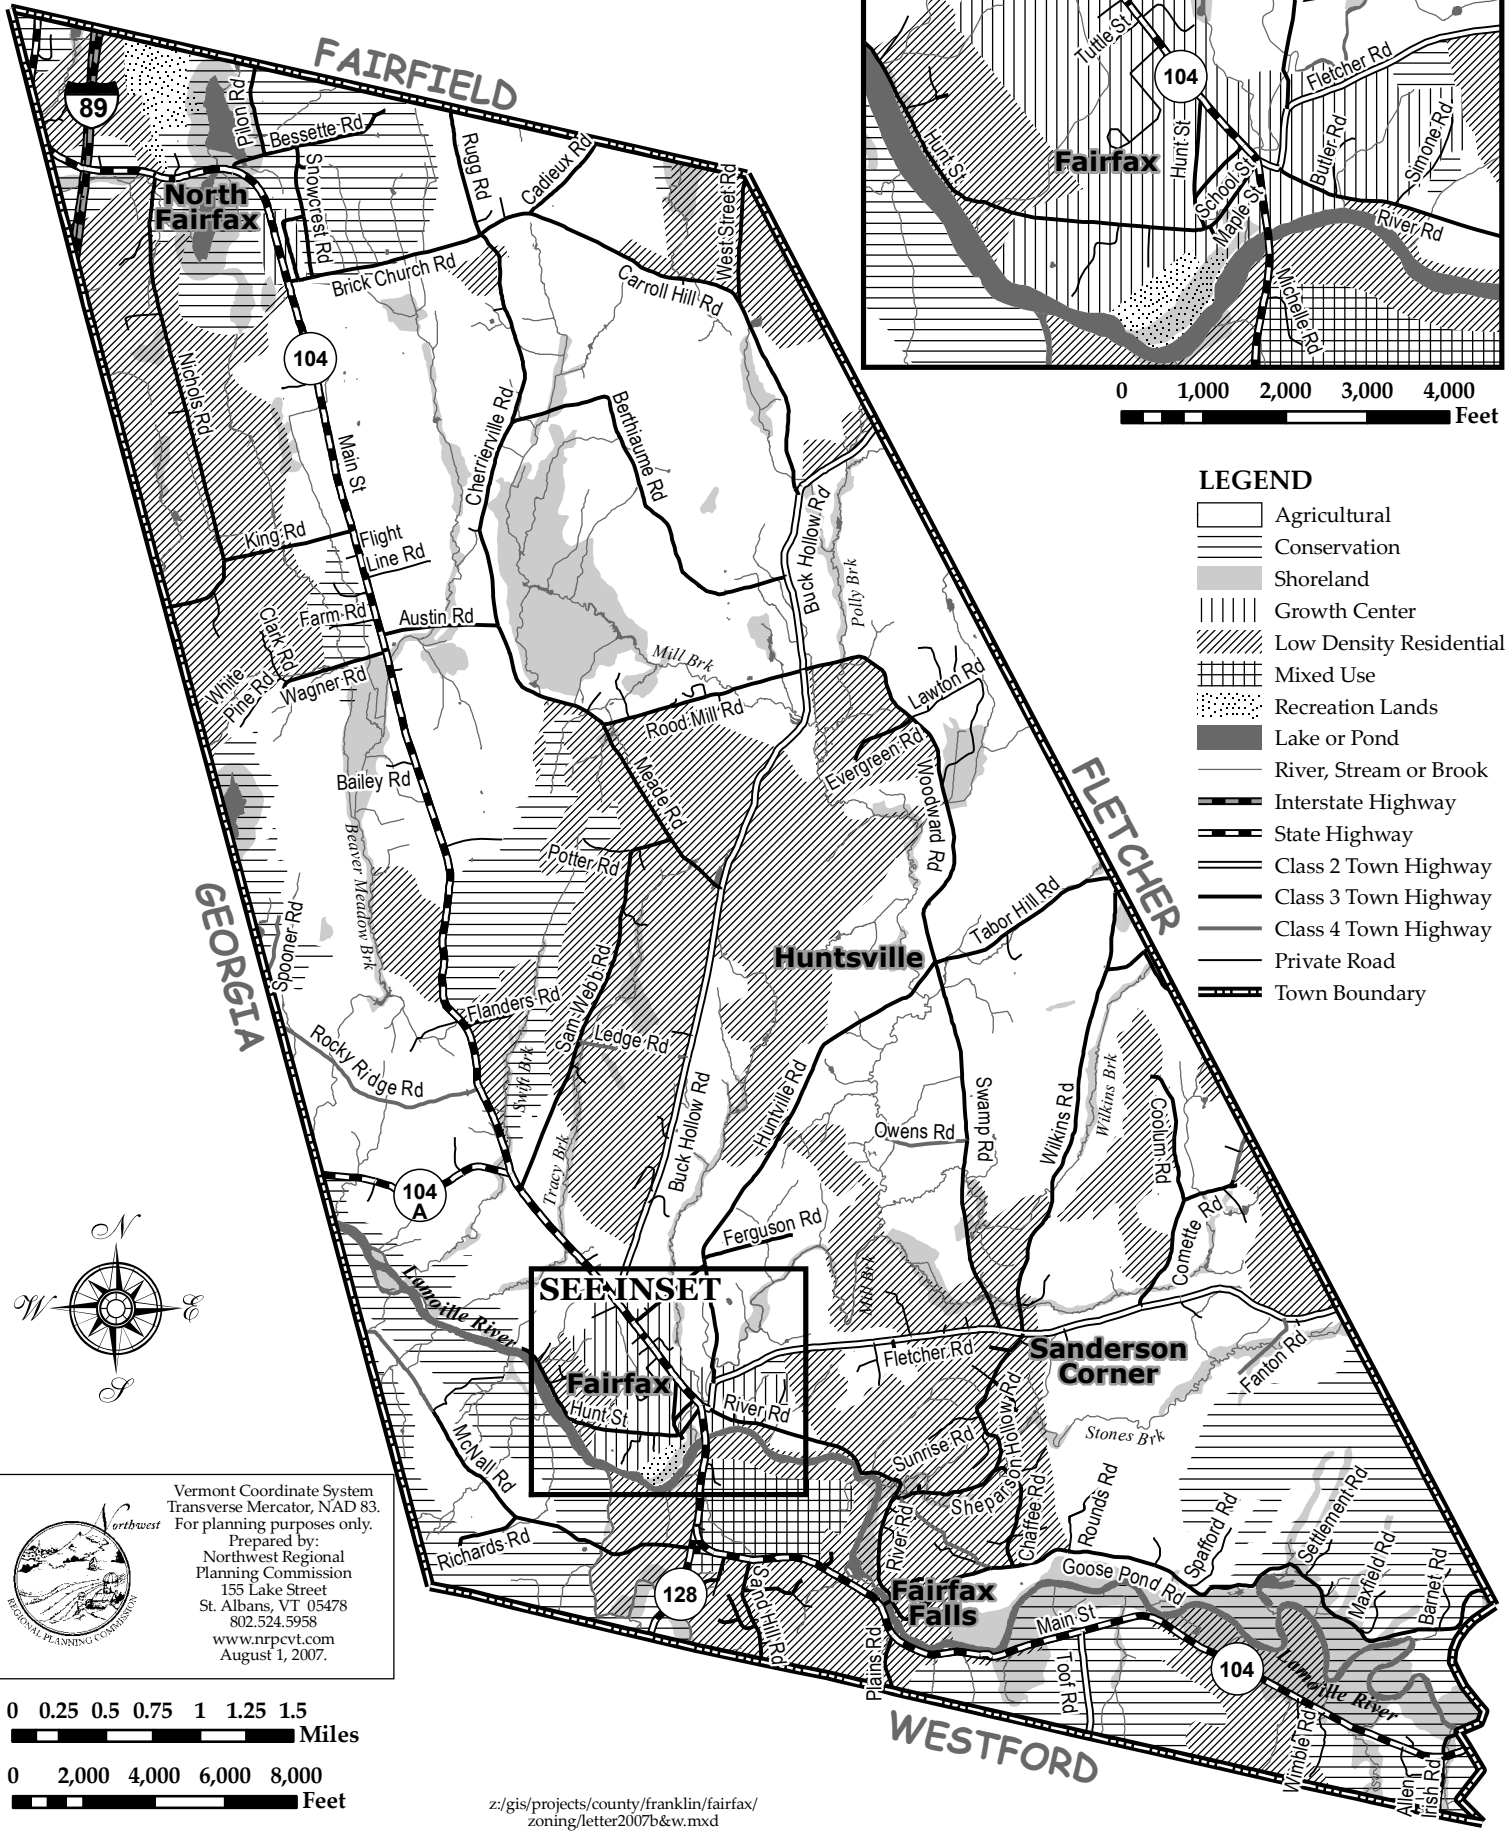 FAIRFIELD
89
Pilon Rd
Bessette Rd
Snowcrest Rd
Rugg Rd
Cadieux Rd
West Street Rd
North
Fairfax
Brick Church Rd
Carroll Hill Rd
104
Nichols Rd
Main St
Cherrierville Rd
Berthiaume Rd
Buck Hollow Rd
Polly Brk
King Rd
Flight
Line Rd
Farm Rd
Austin Rd
Clark Rd
White
Pine Rd
Wagner Rd
Mill Brk
Rood Mill Rd
Lawton Rd
Evergreen Rd
Bailey Rd
Meade Rd
Woodward Rd
Beaver Meadow Brk
Potter Rd
FLETCHER
GEORGIA
Spooner Rd
Tabor Hill Rd
Huntsville
Flanders Rd
Sam Webb Rd
Ledge Rd
Rocky Ridge Rd
Swift Brk
Buck Hollow Rd
Huntville Rd
Owens Rd
Swamp Rd
Wilkins Rd
Wilkins Brk
Coolum Rd
Tracy Brk
104
A
Ferguson Rd
Comette Rd
Mill Brk
Lamoille River
SEE INSET
Fairfax
Hunt St
River Rd
Fletcher Rd
Sanderson
Corner
Fanton Rd
Stones Brk
McNall Rd
Sunrise Rd
Sheparson Hollow Rd
Chaffee Rd
Rounds Rd
Spafford Rd
Settlement Rd
Maxfield Rd
Barnet Rd
Richards Rd
River Rd
Goose Pond Rd
128
Sand Hill Rd
Fairfax
Falls
Main St
Plains Rd
Toof Rd
104
Lamoille River
Wimble Rd
Allen
Irish Rd
WESTFORD
Tuttle St
104
Fletcher Rd
Hunt St
Fairfax
Hunt St
School St
Maple St
Butler Rd
Simone Rd
River Rd
Michelle Rd
0 1,000 2,000 3,000 4,000
Feet
LEGEND
Agricultural
Conservation
Shoreland
Growth Center
Low Density Residential
Mixed Use
Recreation Lands
Lake or Pond
River, Stream or Brook
Interstate Highway
State Highway
Class 2 Town Highway
Class 3 Town Highway
Class 4 Town Highway
Private Road
Town Boundary
N
W E
S
Northwest
REGIONAL PLANNING COMMISSION
Vermont Coordinate System
Transverse Mercator, NAD 83.
For planning purposes only.
Prepared by:
Northwest Regional
Planning Commission
155 Lake Street
St. Albans, VT 05478
802.524.5958
www.nrpcvt.com
August 1, 2007.
0 0.25 0.5 0.75 1 1.25 1.5
Miles
0 2,000 4,000 6,000 8,000
Feet
z:/gis/projects/county/franklin/fairfax/
zoning/letter2007b&w.mxd